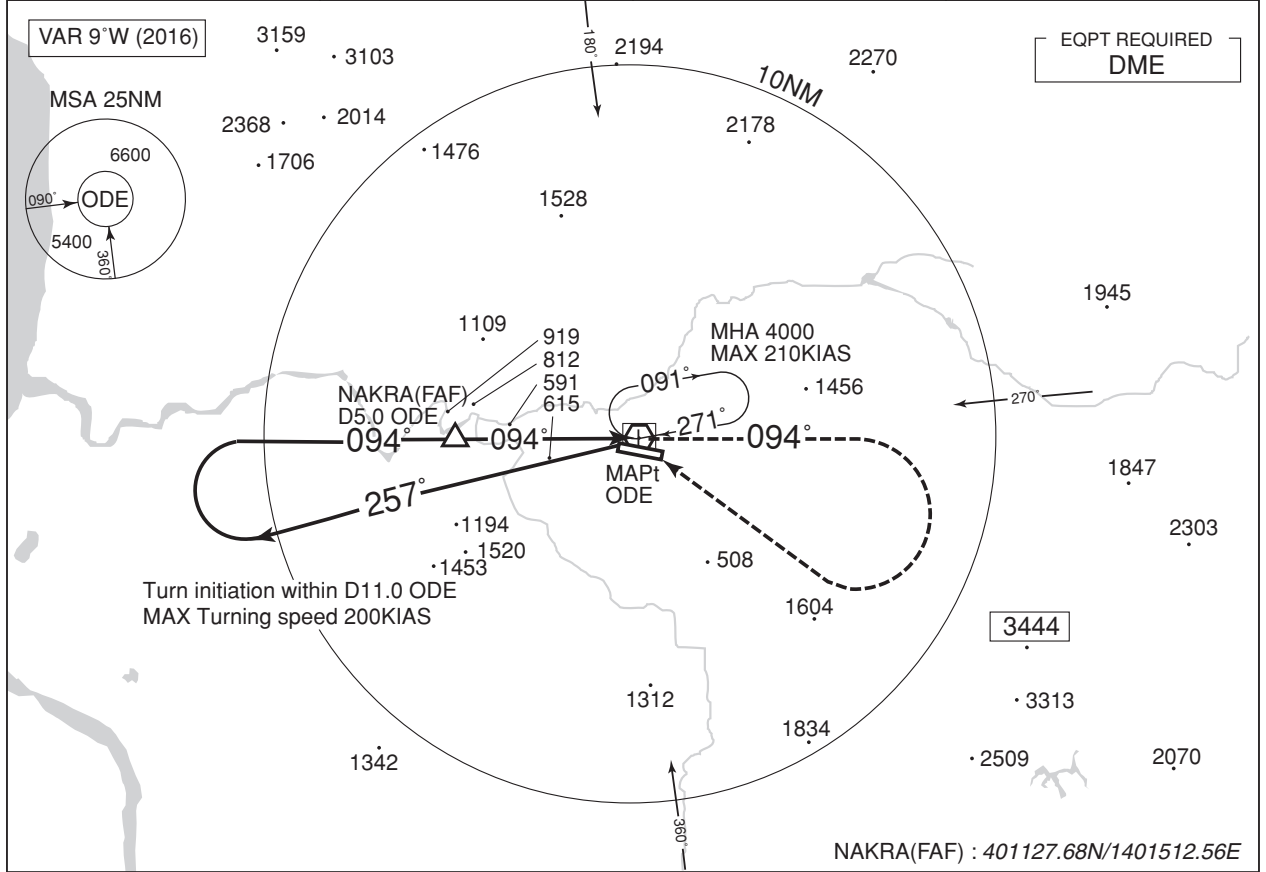 VAR 9°W (2016)
3159
3103
180°
2194
2270
EQPT REQUIRED
DME
MSA 25NM
10NM
2368
2014
2178
1706
1476
6600
090°
ODE
5400
360°
1528
1945
1109
919
812
591
615
MHA 4000
MAX 210KIAS
NAKRA(FAF)
D5.0 ODE
091°
271°
1456
270°
094°
094°
094°
257°
MAPt
ODE
1847
2303
1194
1520
1453
508
Turn initiation within D11.0 ODE
MAX Turning speed 200KIAS
1604
3444
1312
3313
1834
1342
2509
2070
360°
NAKRA(FAF) : 401127.68N/1401512.56E